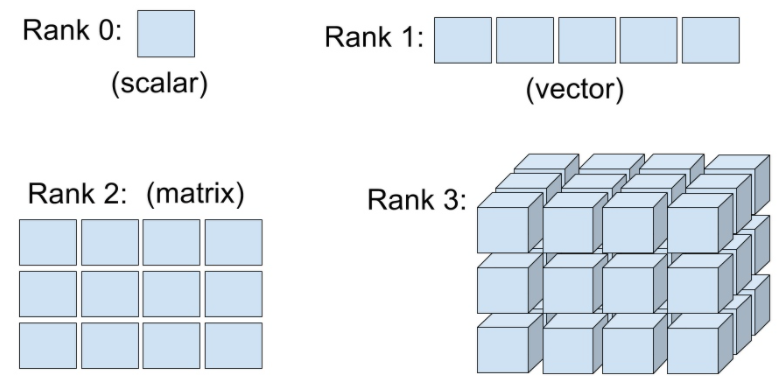 Rank 0:
(scalar)
Rank 1:
(vector)
Rank 2: (matrix)
Rank 3: